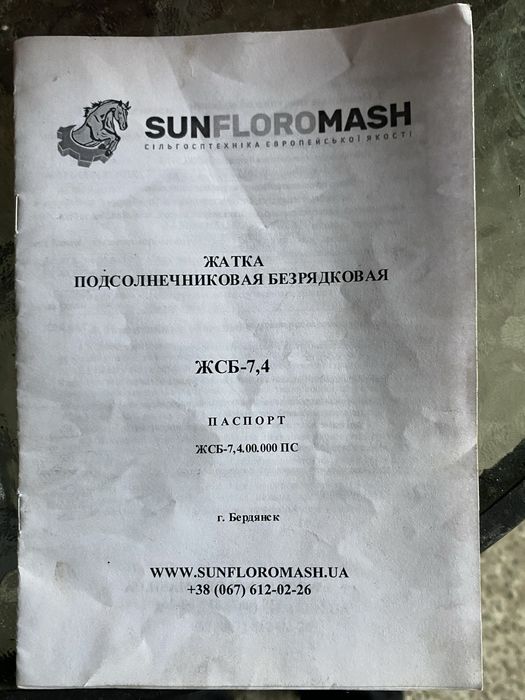 SUNFLOROMASH
СІЛЬГОСПТЕХНІКА ЄВРОПЕЙСЬКОЇ ЯКОСТІ
ЖАТКА
ПОДСОЛНЕЧНИКОВАЯ БЕЗРЯДКОВАЯ
ЖСБ-7,4
ПАСПОРТ
ЖСБ-7,4.00.000 ПС
г. Бердянск
WWW.SUNFLOROMASH.UA
+38 (067) 612-02-26